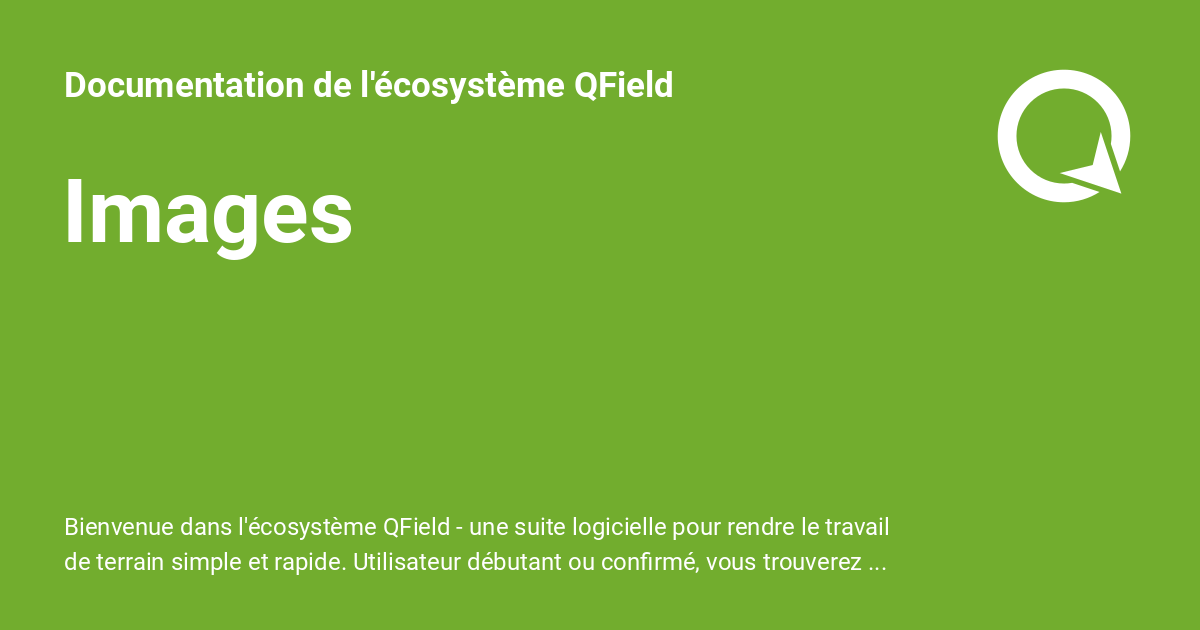 Documentation de l'écosystème QField
Images
Bienvenue dans l'écosystème QField - une suite logicielle pour rendre le travail
de terrain simple et rapide. Utilisateur débutant ou confirmé, vous trouverez ...